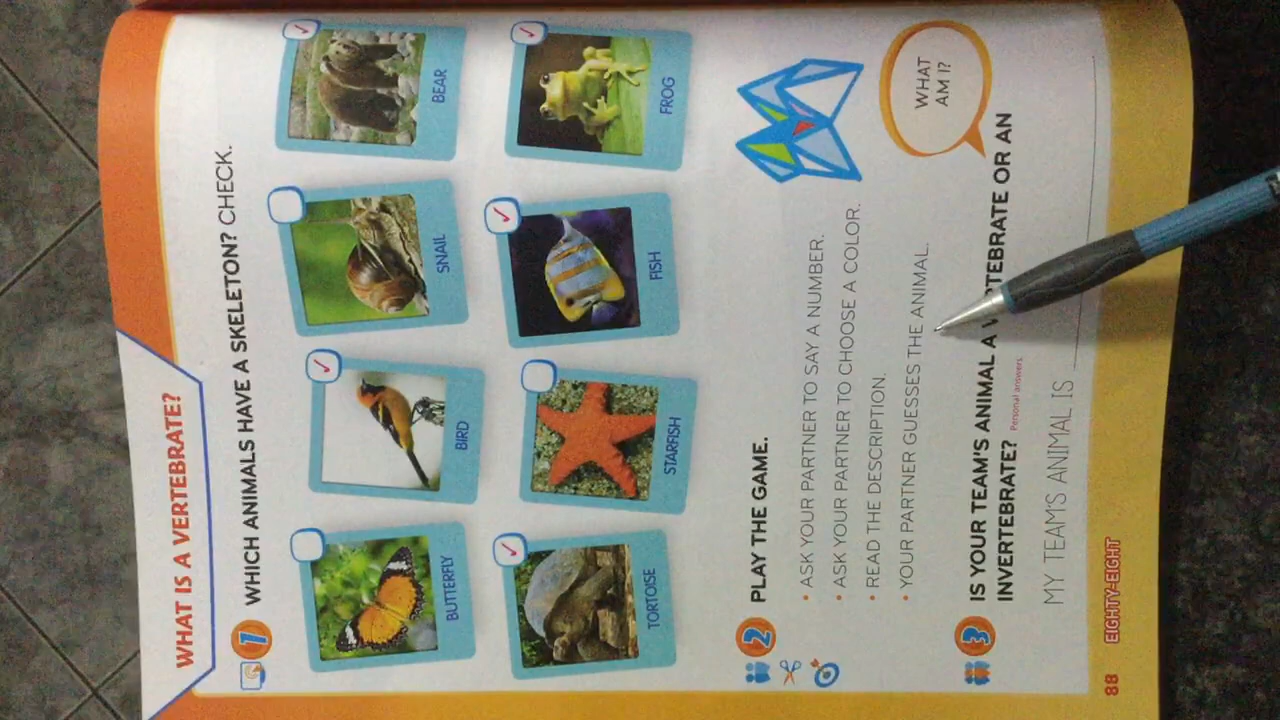 WHAT IS A VERTEBRATE?
1 WHICH ANIMALS HAVE A SKELETON? CHECK.
BUTTERFLY
BIRD
SNAIL
BEAR
TORTOISE
STARFISH
FISH
FROG
2 PLAY THE GAME.
• ASK YOUR PARTNER TO SAY A NUMBER.
• ASK YOUR PARTNER TO CHOOSE A COLOR.
• READ THE DESCRIPTION.
• YOUR PARTNER GUESSES THE ANIMAL.
WHAT
AM I?
3 IS YOUR TEAM'S ANIMAL A VERTEBRATE OR AN
INVERTEBRATE? Personal answers.
MY TEAM'S ANIMAL IS
88 EIGHTY-EIGHT